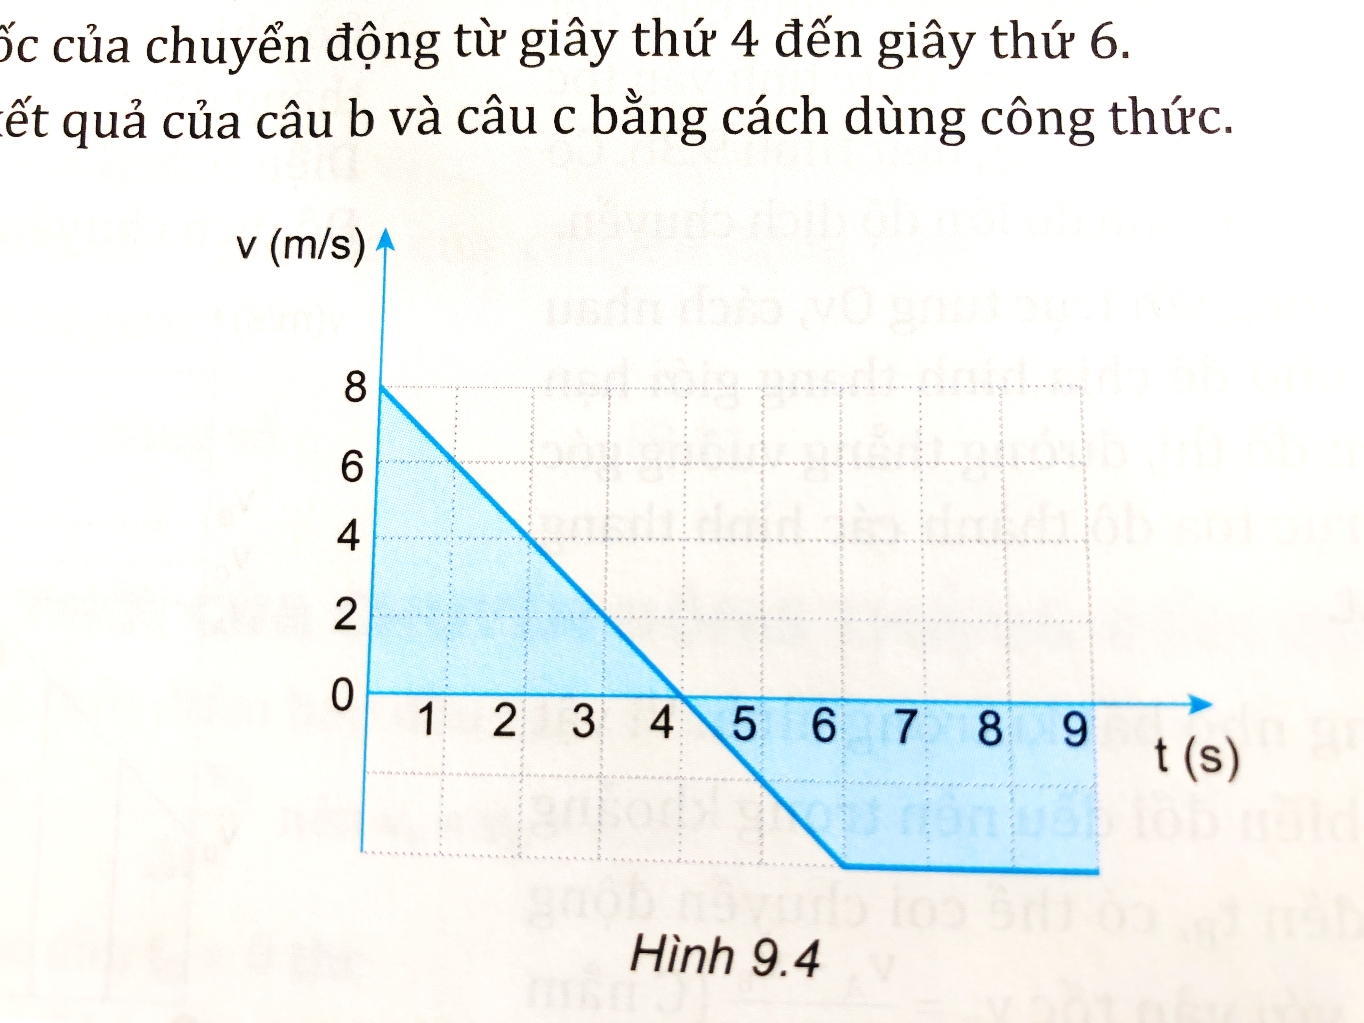 ốc của chuyển động từ giây thứ 4 đến giây thứ 6.
kết quả của câu b và câu c bằng cách dùng công thức.
v (m/s)
8
6
4
2
0
1 2 3 4 5 6 7 8 9
t (s)
Hình 9.4